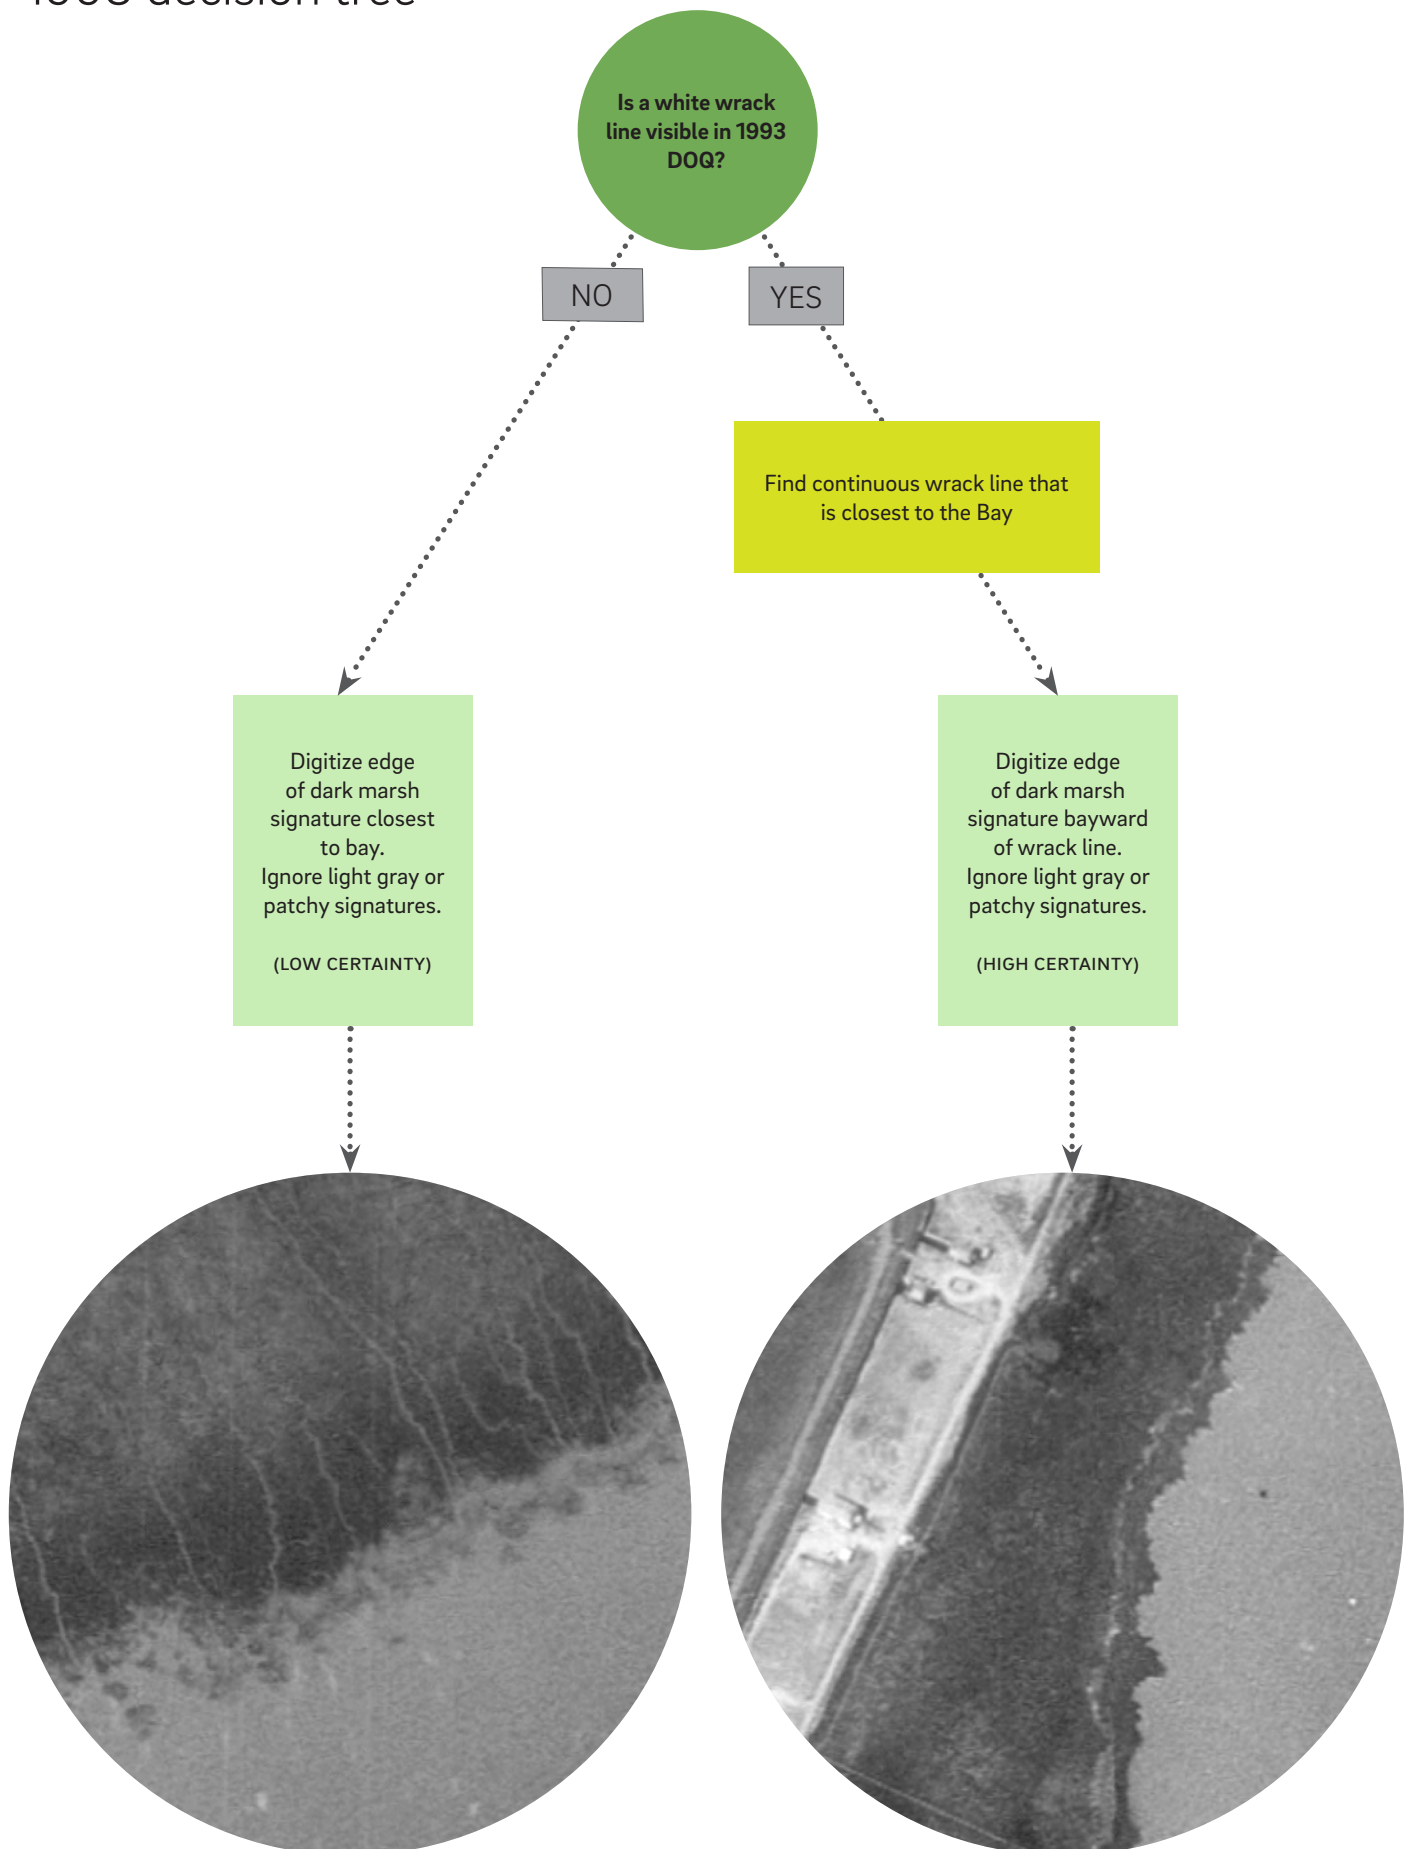 decision tree
Is a white wrack
line visible in 1993
DOQ?
NO
YES
Find continuous wrack line that
is closest to the Bay
Digitize edge
of dark marsh
signature closest
to bay.
Ignore light gray or
patchy signatures.
(LOW CERTAINTY)
Digitize edge
of dark marsh
signature bayward
of wrack line.
Ignore light gray or
patchy signatures.
(HIGH CERTAINTY)